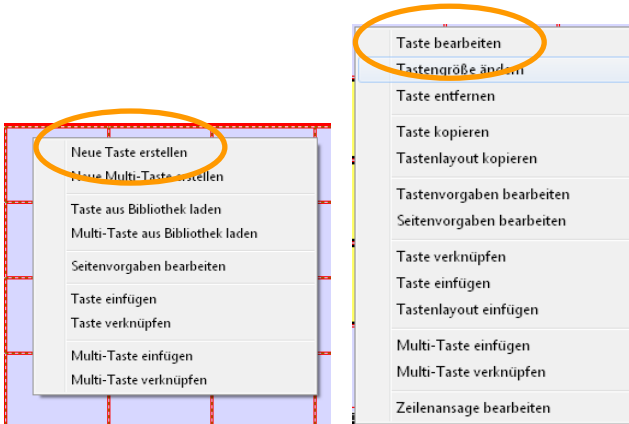 Neue Taste erstellen
Neue Multi-Taste erstellen
Taste aus Bibliothek laden
Multi-Taste aus Bibliothek laden
Seitenvorgaben bearbeiten
Taste einfügen
Taste verknüpfen
Multi-Taste einfügen
Multi-Taste verknüpfen
Taste bearbeiten
Tastengröße ändern
Taste entfernen
Taste kopieren
Tastenlayout kopieren
Tastenvorgaben bearbeiten
Seitenvorgaben bearbeiten
Taste verknüpfen
Taste einfügen
Tastenlayout einfügen
Multi-Taste einfügen
Multi-Taste verknüpfen
Zeilenansage bearbeiten